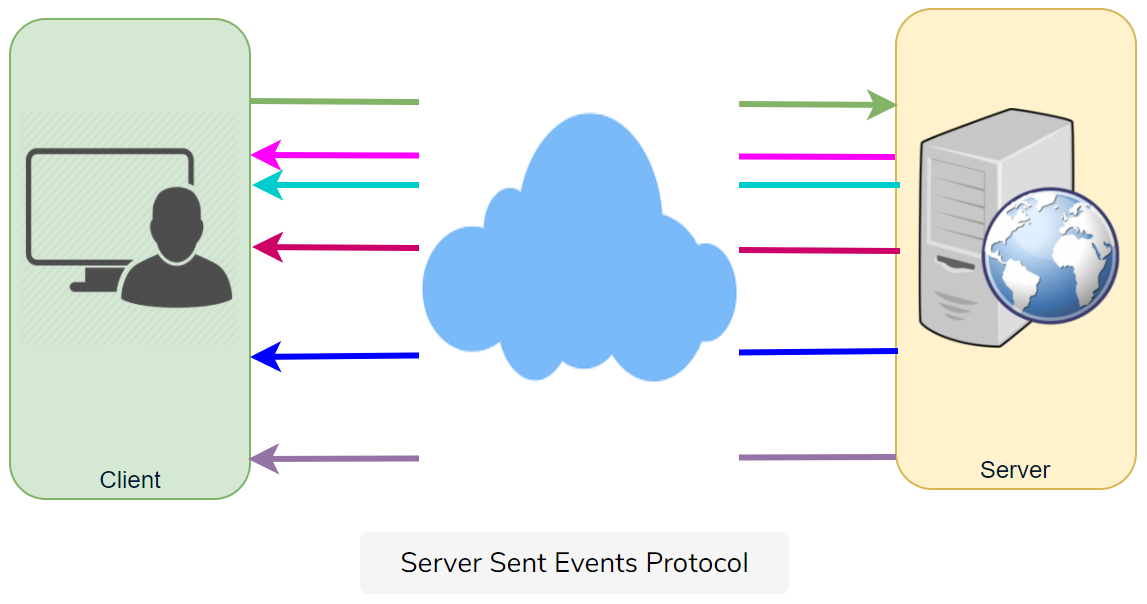 Client
Server
Server Sent Events Protocol